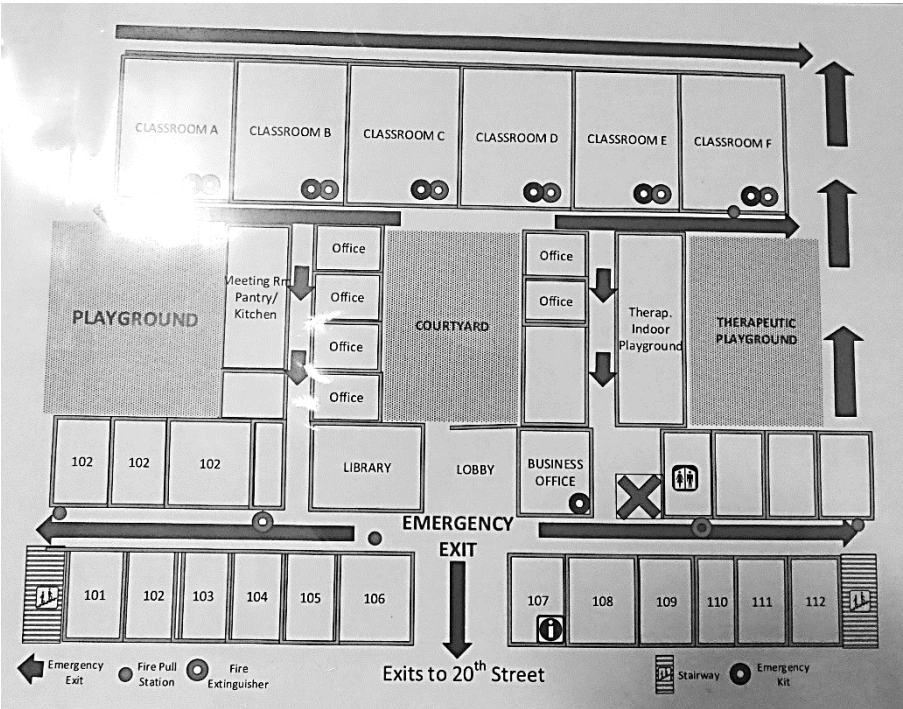 CLASSROOM A
CLASSROOM B
CLASSROOM C
CLASSROOM D
CLASSROOM E
CLASSROOM F
PLAYGROUND
Meeting Rm
Pantry/
Kitchen
Office
Office
Office
Office
COURTYARD
Office
Office
Therap.
Indoor
Playground
THERAPEUTIC
PLAYGROUND
102
102
102
LIBRARY
LOBBY
BUSINESS
OFFICE
EMERGENCY
EXIT
101
102
103
104
105
106
107
108
109
110
111
112
Exits to 20th Street
Emergency
Exit
Fire Pull
Station
Fire
Extinguisher
Stairway
Emergency
Kit